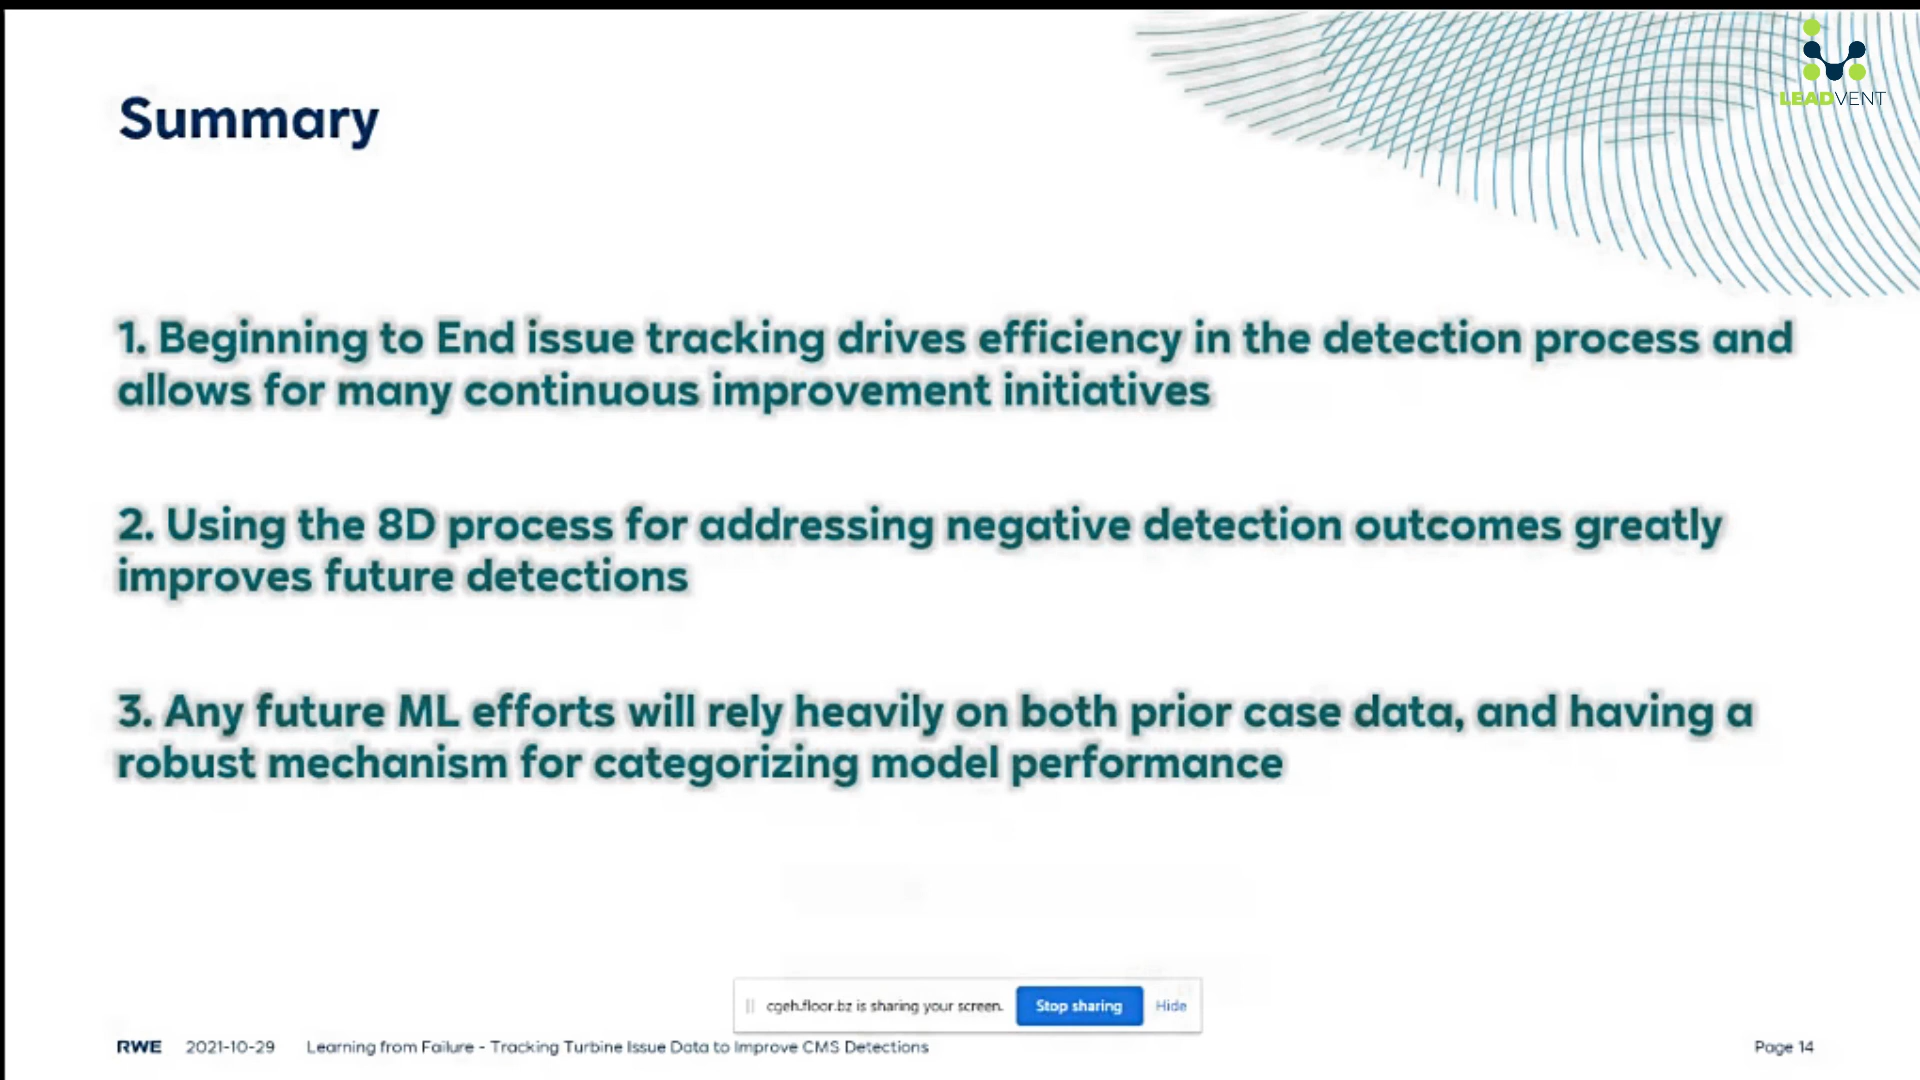 LEADVENT
Summary
1. Beginning to End issue tracking drives efficiency in the detection process and
allows for many continuous improvement initiatives
2. Using the 8D process for addressing negative detection outcomes greatly
improves future detections
3. Any future ML efforts will rely heavily on both prior case data, and having a
robust mechanism for categorizing model performance
cgeh.floor.bz is sharing your screen. Stop sharing Hide
RWE 2021-10-29 Learning from Failure - Tracking Turbine Issue Data to Improve CMS Detections Page 14